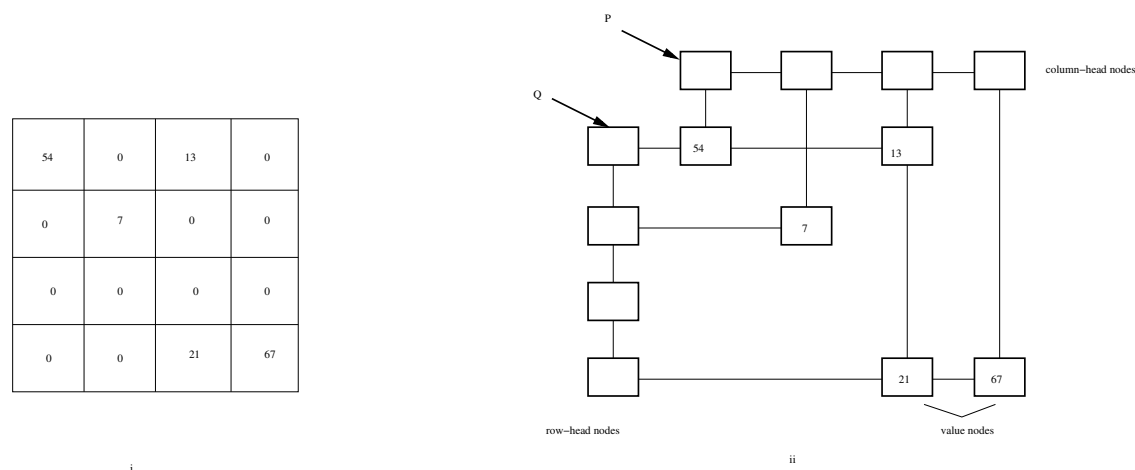 54 0 13 0
0 7 0 0
0 0 0 0
0 0 21 67
i
P
column–head nodes
Q
54 13
7
21 67
row–head nodes
value nodes
ii